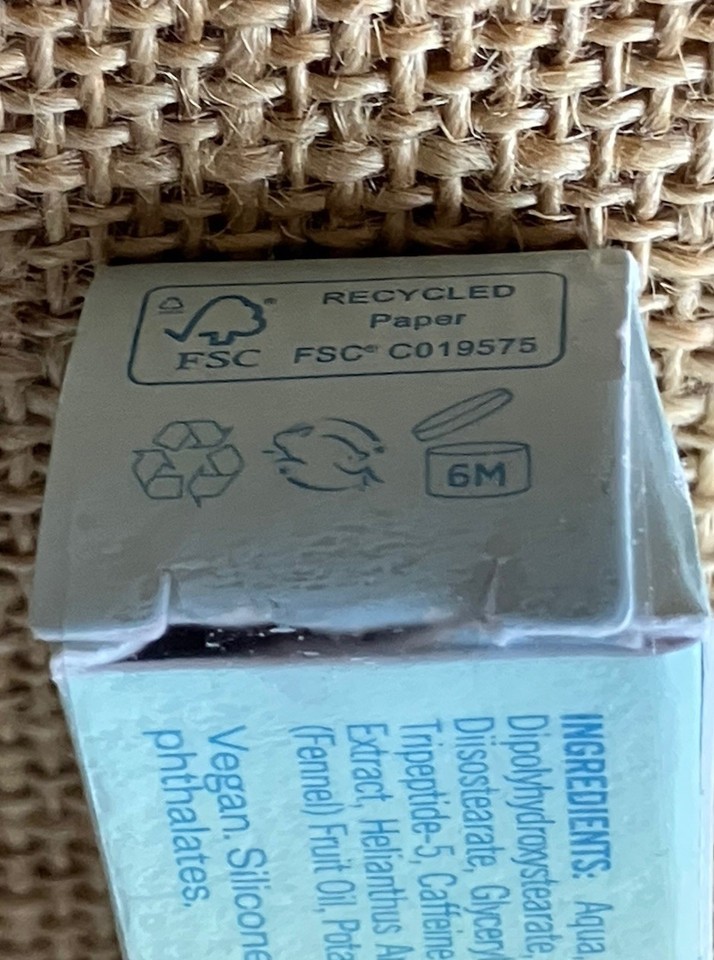 RECYCLED
Paper
FSC® C019575
FSC
6M
INGREDIENTS: Aqua,
Dipolyhydroxystearate,
Diisostearate, Glyceryl
Tripeptide-5, Caffeine
Extract, Helianthus
(Fennel) Fruit Oil,
Vegan. Silicone
phthalates.